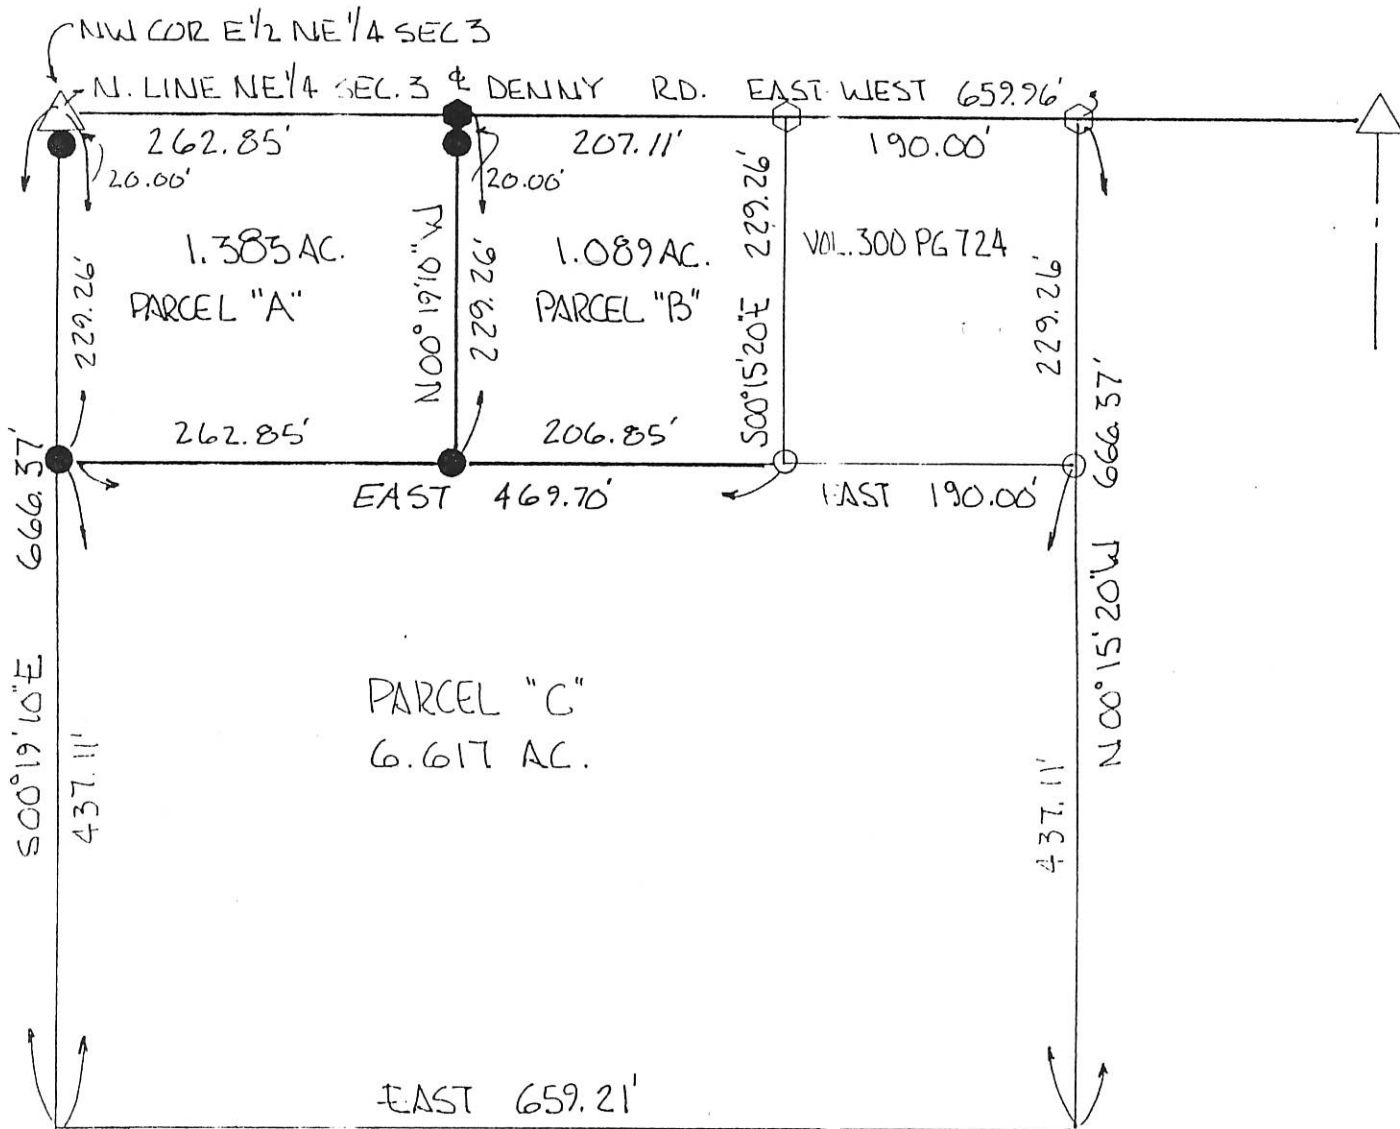 NW COR E1/2 NE1/4 SEC 3
N. LINE NE1/4 SEC. 3 ℄ DENNY RD. EAST-WEST 659.96'
262.85'
207.11'
190.00'
20.00'
20.00'
229.26'
1.383 AC.
PARCEL "A"
N00°19'10"W
229.26'
1.089 AC.
PARCEL "B"
S00°15'20"E 229.26'
VOL. 300 PG 724
229.26'
262.85'
206.85'
EAST 469.70'
EAST 190.00'
S00°19'10"E 666.37'
437.11'
PARCEL "C"
6.617 AC.
437.11'
N00°15'20"W 666.37'
EAST 659.21'